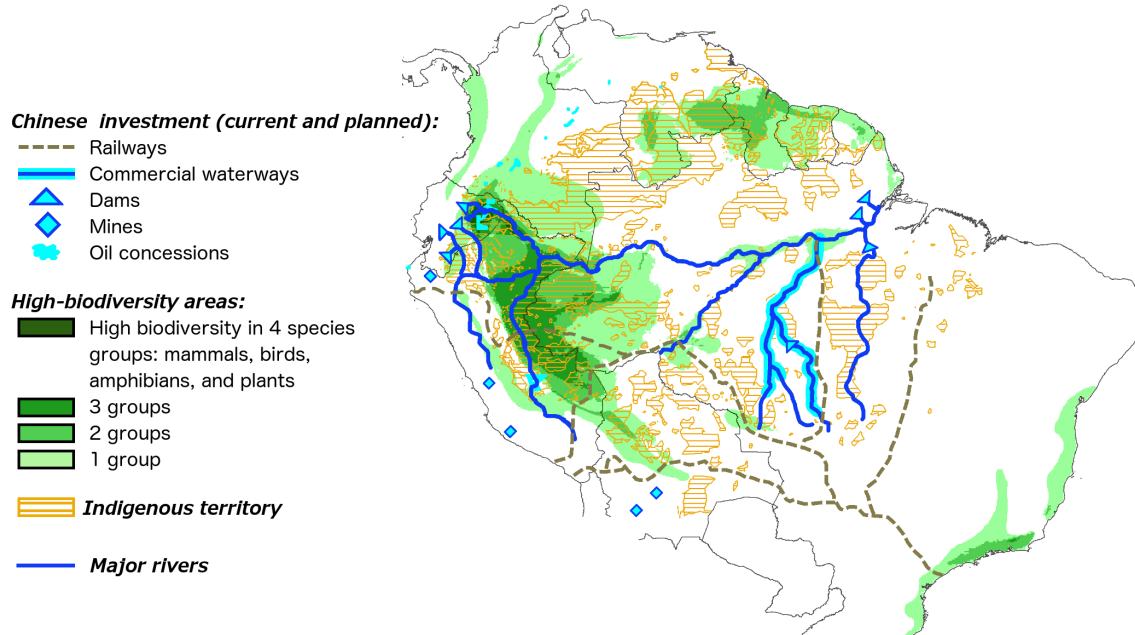 Chinese investment (current and planned):
Railways
Commercial waterways
Dams
Mines
Oil concessions
High-biodiversity areas:
High biodiversity in 4 species
groups: mammals, birds,
amphibians, and plants
3 groups
2 groups
1 group
Indigenous territory
Major rivers